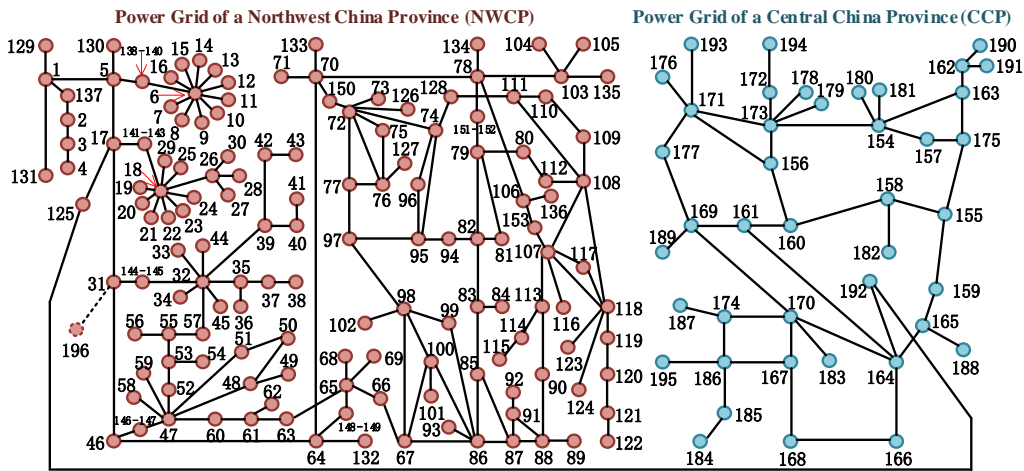 Power Grid of a Northwest China Province (NWCP) Power Grid of a Central China Province (CCP)
129 130 133 134 104 105 193 194 190
138-140 15 14
1 5 16 13 71 70 78 103 135 176 162 191
137 6 12 150 73 128 111 110 171 172 178 179 180 181 163
2 7 11 72 126 74 173 154
17 141-143 8 9 10 75 151-152 109 157 175
3 29 30 42 43 127 79 80 177 156
4 18 25 26 112
131 19 28 41 77 76 96 106 108 158
20 24 27 136
125 21 22 23 39 40 97 95 94 82 81 153 169 161 160 155
44 33 107 117 189 182
31 144-145 32 35 37 38 192 159
34 45 36 98 83 84 113 116 118 174 170
196 56 55 57 51 50 102 99 114 187 165
59 53 54 49 68 69 100 115 123 119 195 186 167 183 164 188
58 52 48 65 66 85 90 124 120
62 101 92 185
146-147 47 60 61 63 148-149 93 91 121
46 64 132 67 86 87 88 89 122 184 168 166